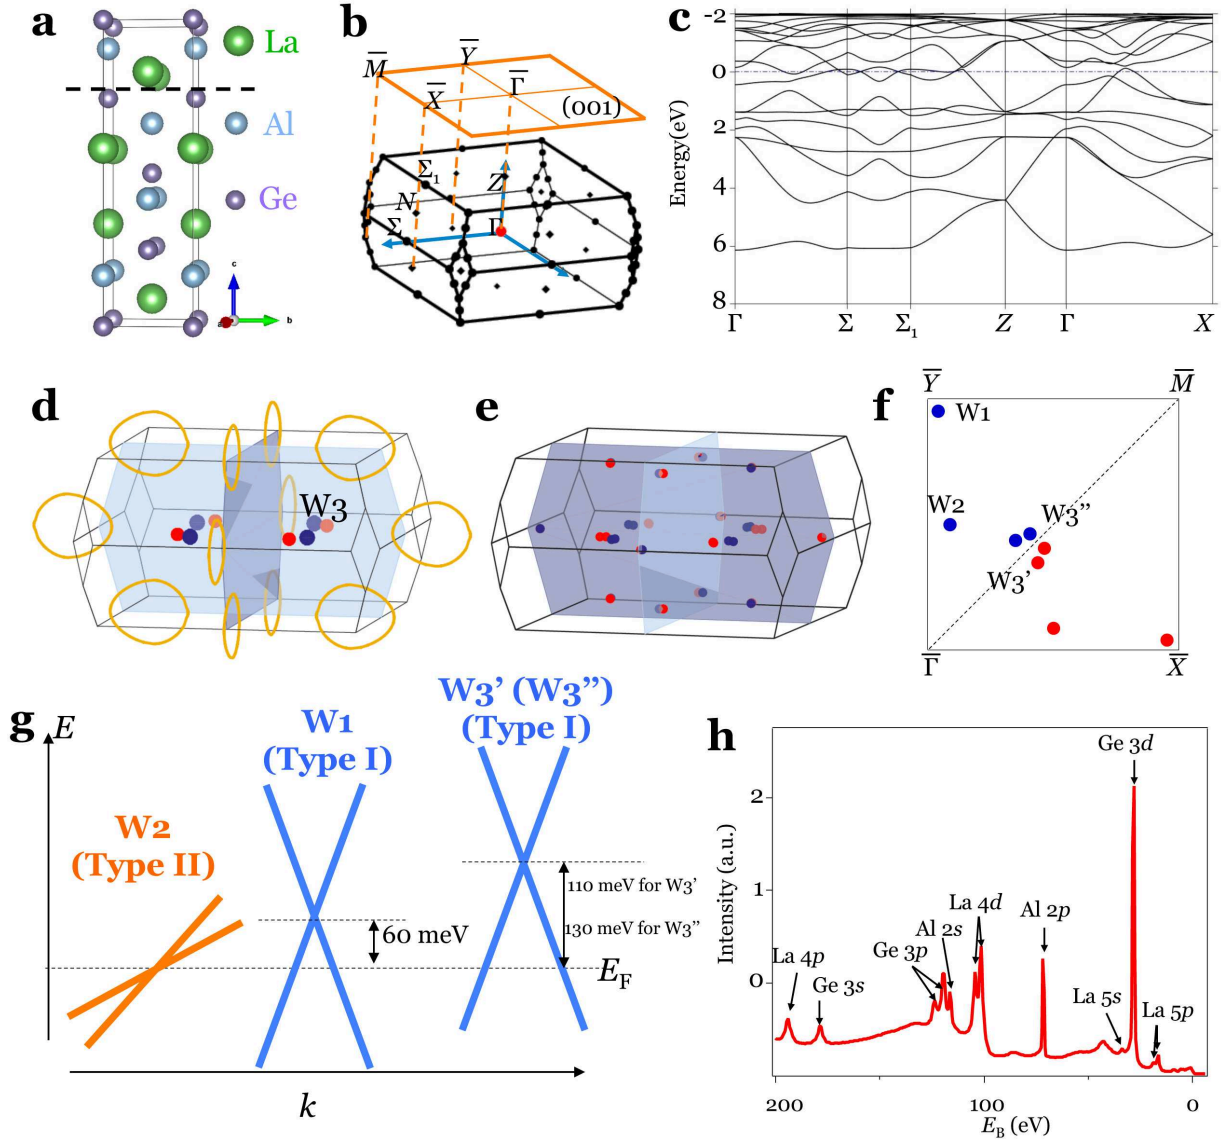 a
La
Al
Ge
c
a
b
b
M̅
Y̅
X̅
Γ̅
(001)
Σ₁
Z
N
Σ
Γ
c
Energy(eV)
-2
0
2
4
6
8
Γ
Σ
Σ₁
Z
Γ
X
d
W3
e
f
Y̅
M̅
W1
W2
W3''
W3'
Γ̅
X̅
g
E
W2
(Type II)
W1
(Type I)
W3' (W3'')
(Type I)
60 meV
110 meV for W3'
130 meV for W3''
E_F
k
h
Intensity (a.u.)
2
1
0
La 4p
Ge 3s
Ge 3p
Al 2s
La 4d
Al 2p
La 5s
Ge 3d
La 5p
200
100
0
E_B (eV)